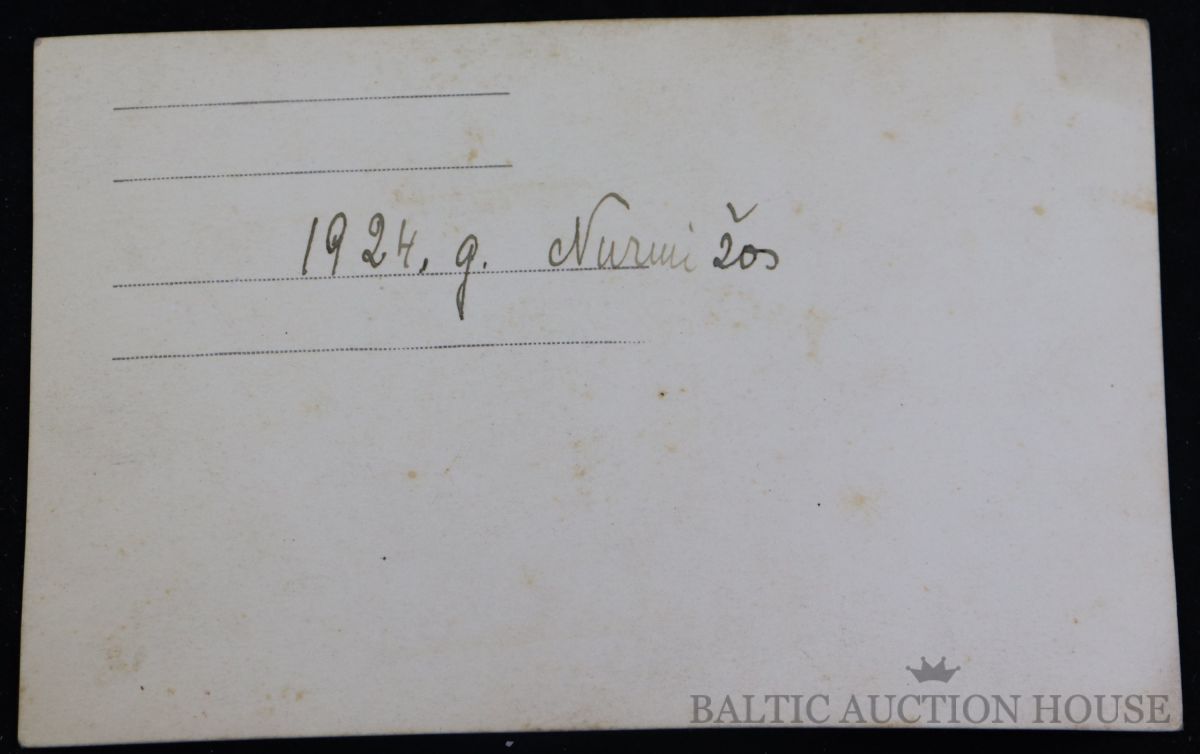 1924. g. Nurmižos
BALTIC AUCTION HOUSE